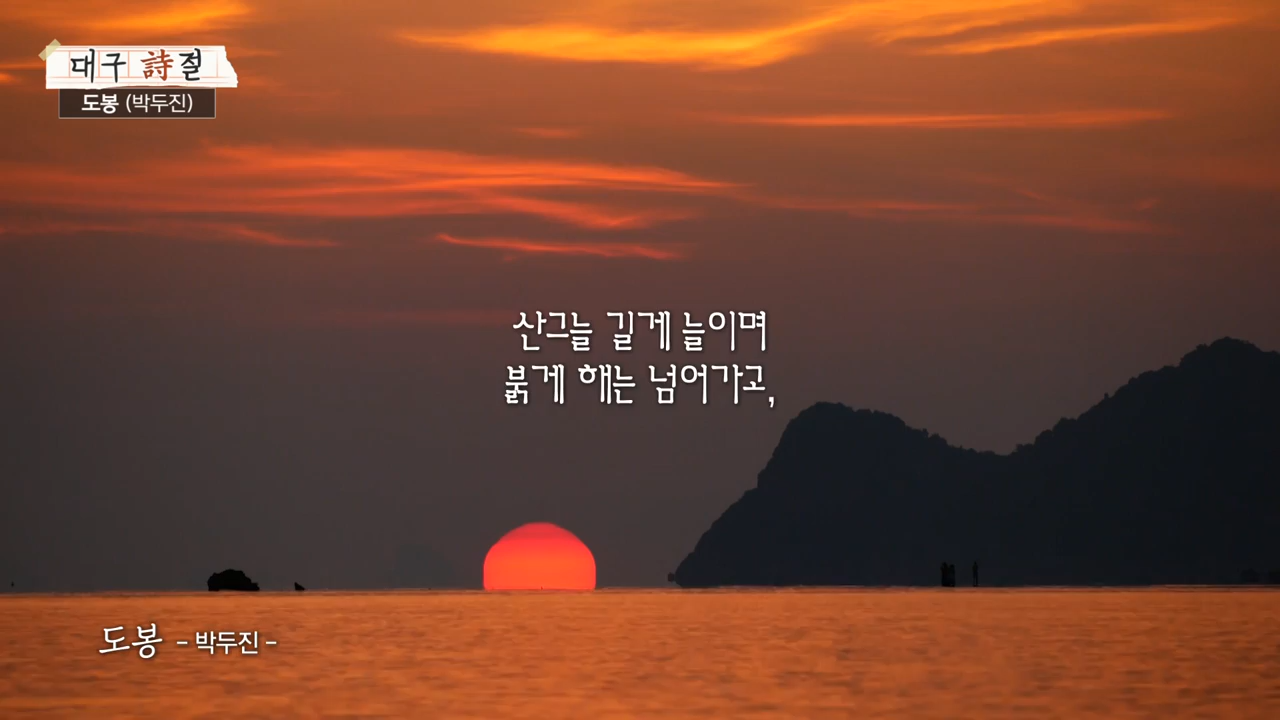 대구 詩절
도봉 (박두진)
산그늘 길게 늘이며
붉게 해는 넘어가고,
도봉 - 박두진 -